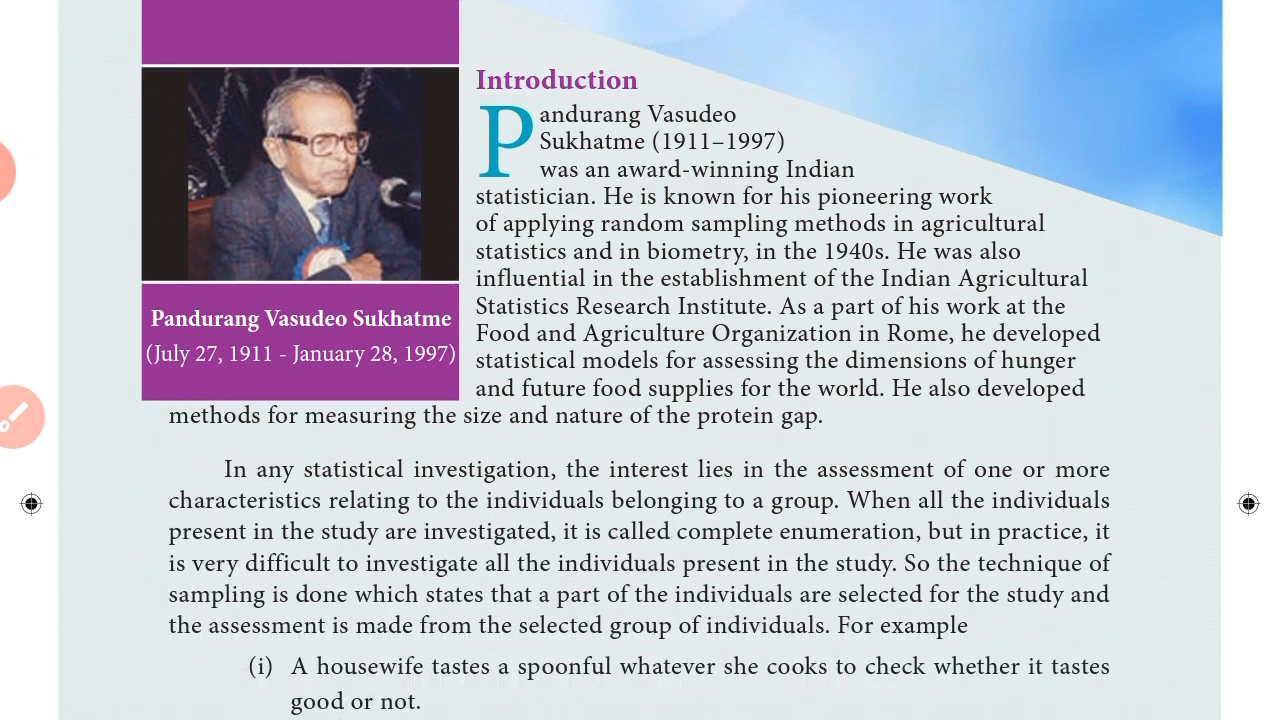 Pandurang Vasudeo Sukhatme
(July 27, 1911 - January 28, 1997)
Introduction
Pandurang Vasudeo
Sukhatme (1911–1997)
was an award-winning Indian
statistician. He is known for his pioneering work
of applying random sampling methods in agricultural
statistics and in biometry, in the 1940s. He was also
influential in the establishment of the Indian Agricultural
Statistics Research Institute. As a part of his work at the
Food and Agriculture Organization in Rome, he developed
statistical models for assessing the dimensions of hunger
and future food supplies for the world. He also developed
methods for measuring the size and nature of the protein gap.
In any statistical investigation, the interest lies in the assessment of one or more
characteristics relating to the individuals belonging to a group. When all the individuals
present in the study are investigated, it is called complete enumeration, but in practice, it
is very difficult to investigate all the individuals present in the study. So the technique of
sampling is done which states that a part of the individuals are selected for the study and
the assessment is made from the selected group of individuals. For example
(i) A housewife tastes a spoonful whatever she cooks to check whether it tastes
good or not.